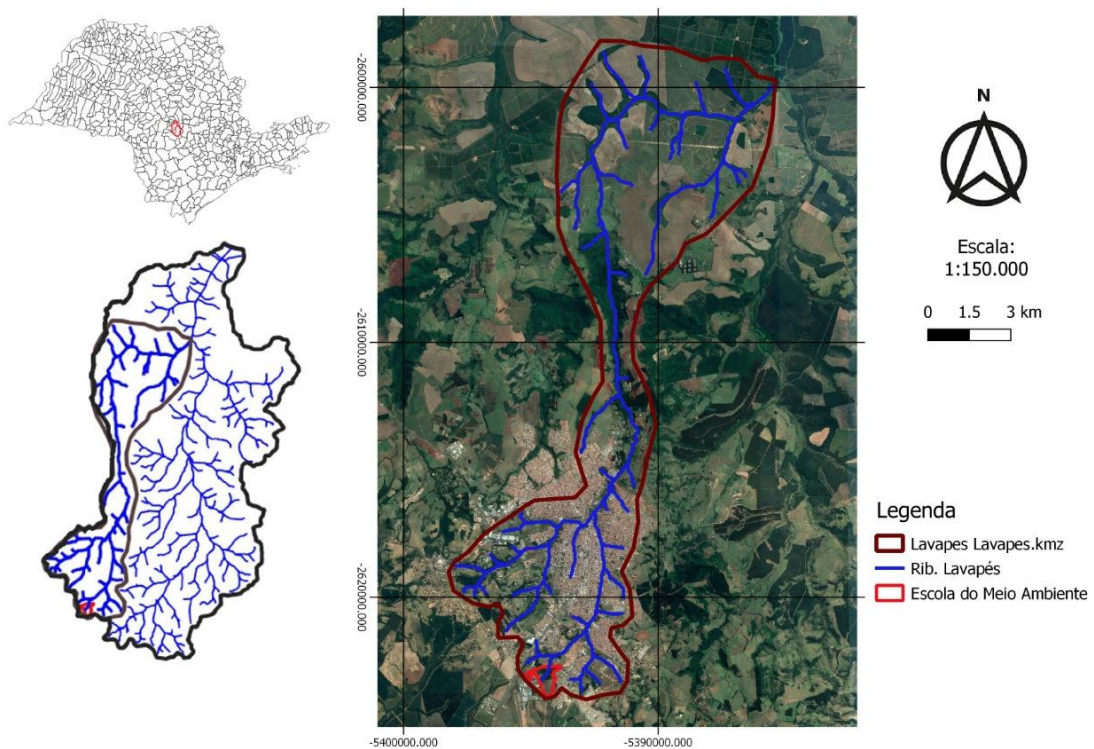 -2600000.000
-2610000.000
-2620000.000
-5400000.000
-5390000.000
N
Escala:
1:150.000
0 1.5 3 km
Legenda
Lavapes Lavapes.kmz
Rib. Lavapés
Escola do Meio Ambiente